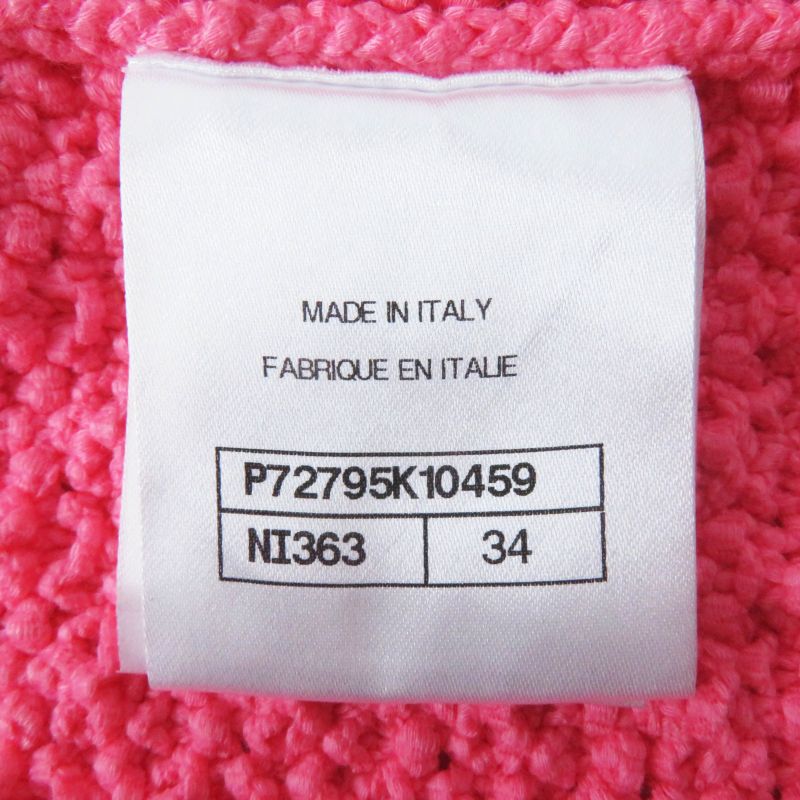 MADE IN ITALY
FABRIQUE EN ITALIE
P72795K10459
NI363 34